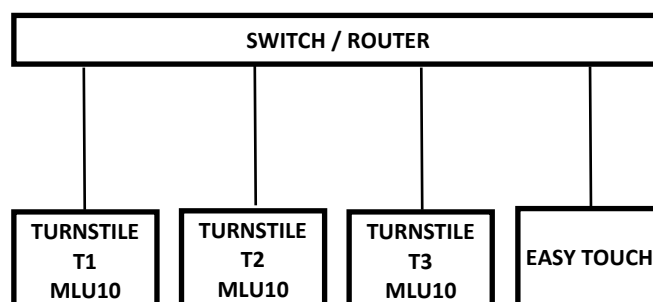 SWITCH / ROUTER
TURNSTILE
T1
MLU10
TURNSTILE
T2
MLU10
TURNSTILE
T3
MLU10
EASY TOUCH